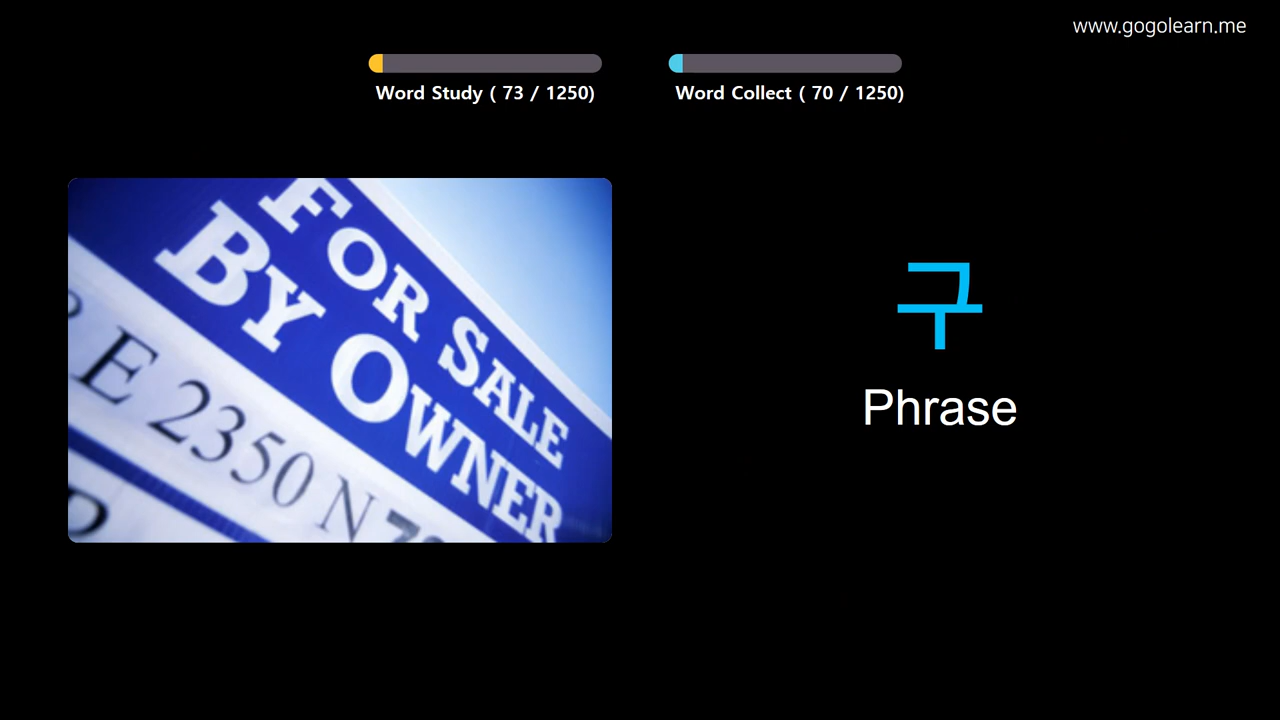 www.gogolearn.me
Word Study ( 73 / 1250)
Word Collect ( 70 / 1250)
FOR SALE
BY OWNER
E 2350 N
구
Phrase